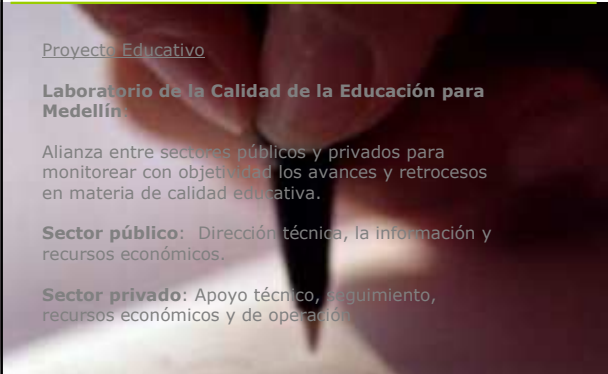 Proyecto Educativo
Laboratorio de la Calidad de la Educación para
Medellín
Alianza entre sectores públicos y privados para
monitorear con objetividad los avances y retrocesos
en materia de calidad educativa.
Sector público: Dirección técnica, la información y
recursos económicos.
Sector privado: Apoyo técnico, seguimiento,
recursos económicos y de operación